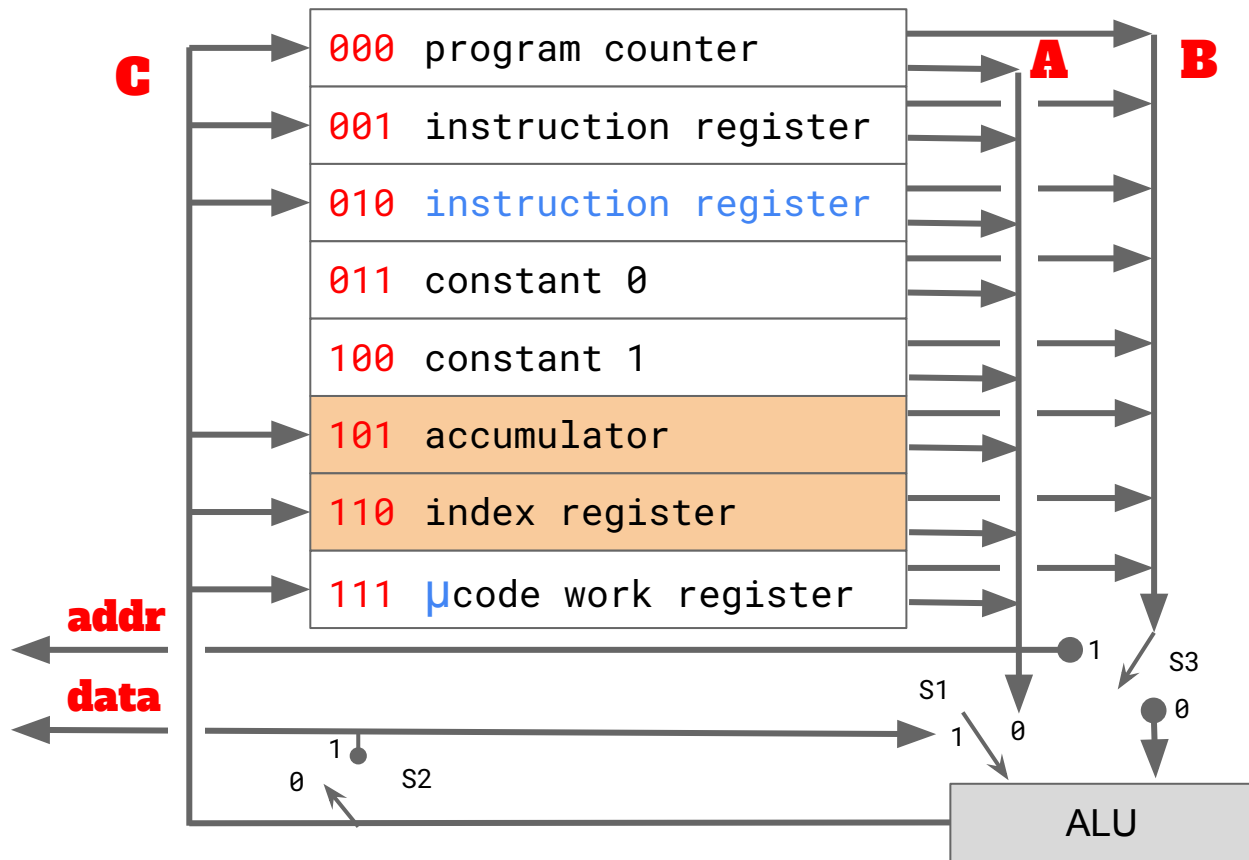 C
A
B
000 program counter
001 instruction register
010 instruction register
011 constant 0
100 constant 1
101 accumulator
110 index register
111 µcode work register
addr
1
S3
data
S1
0
1
0
1
S2
0
ALU